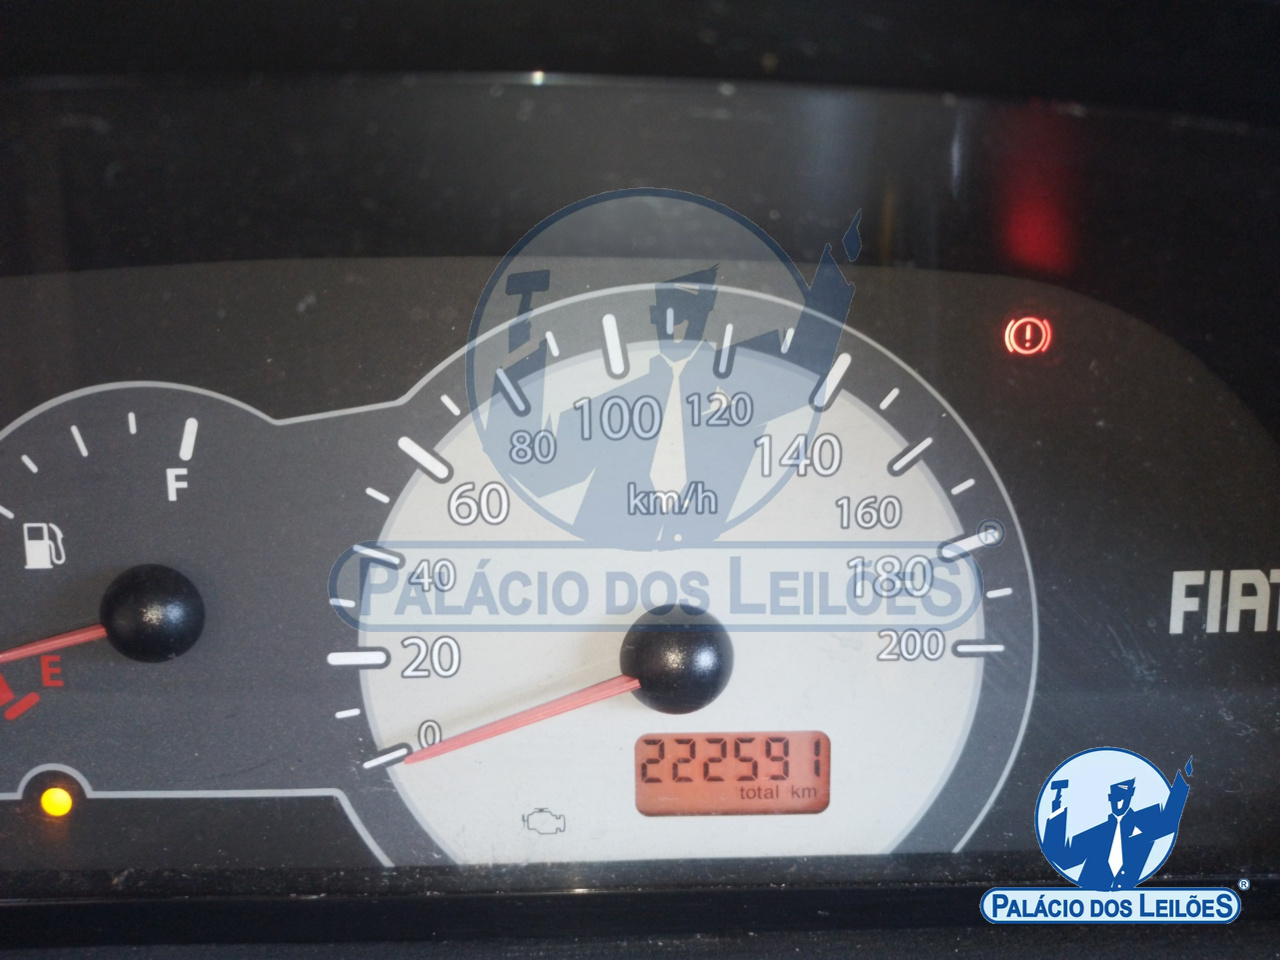 F
E
0
20
40
60
80
100
120
140
160
180
200
km/h
222591
total km
FIAT
PALÁCIO DOS LEILÕES
®
PALÁCIO DOS LEILÕES
®